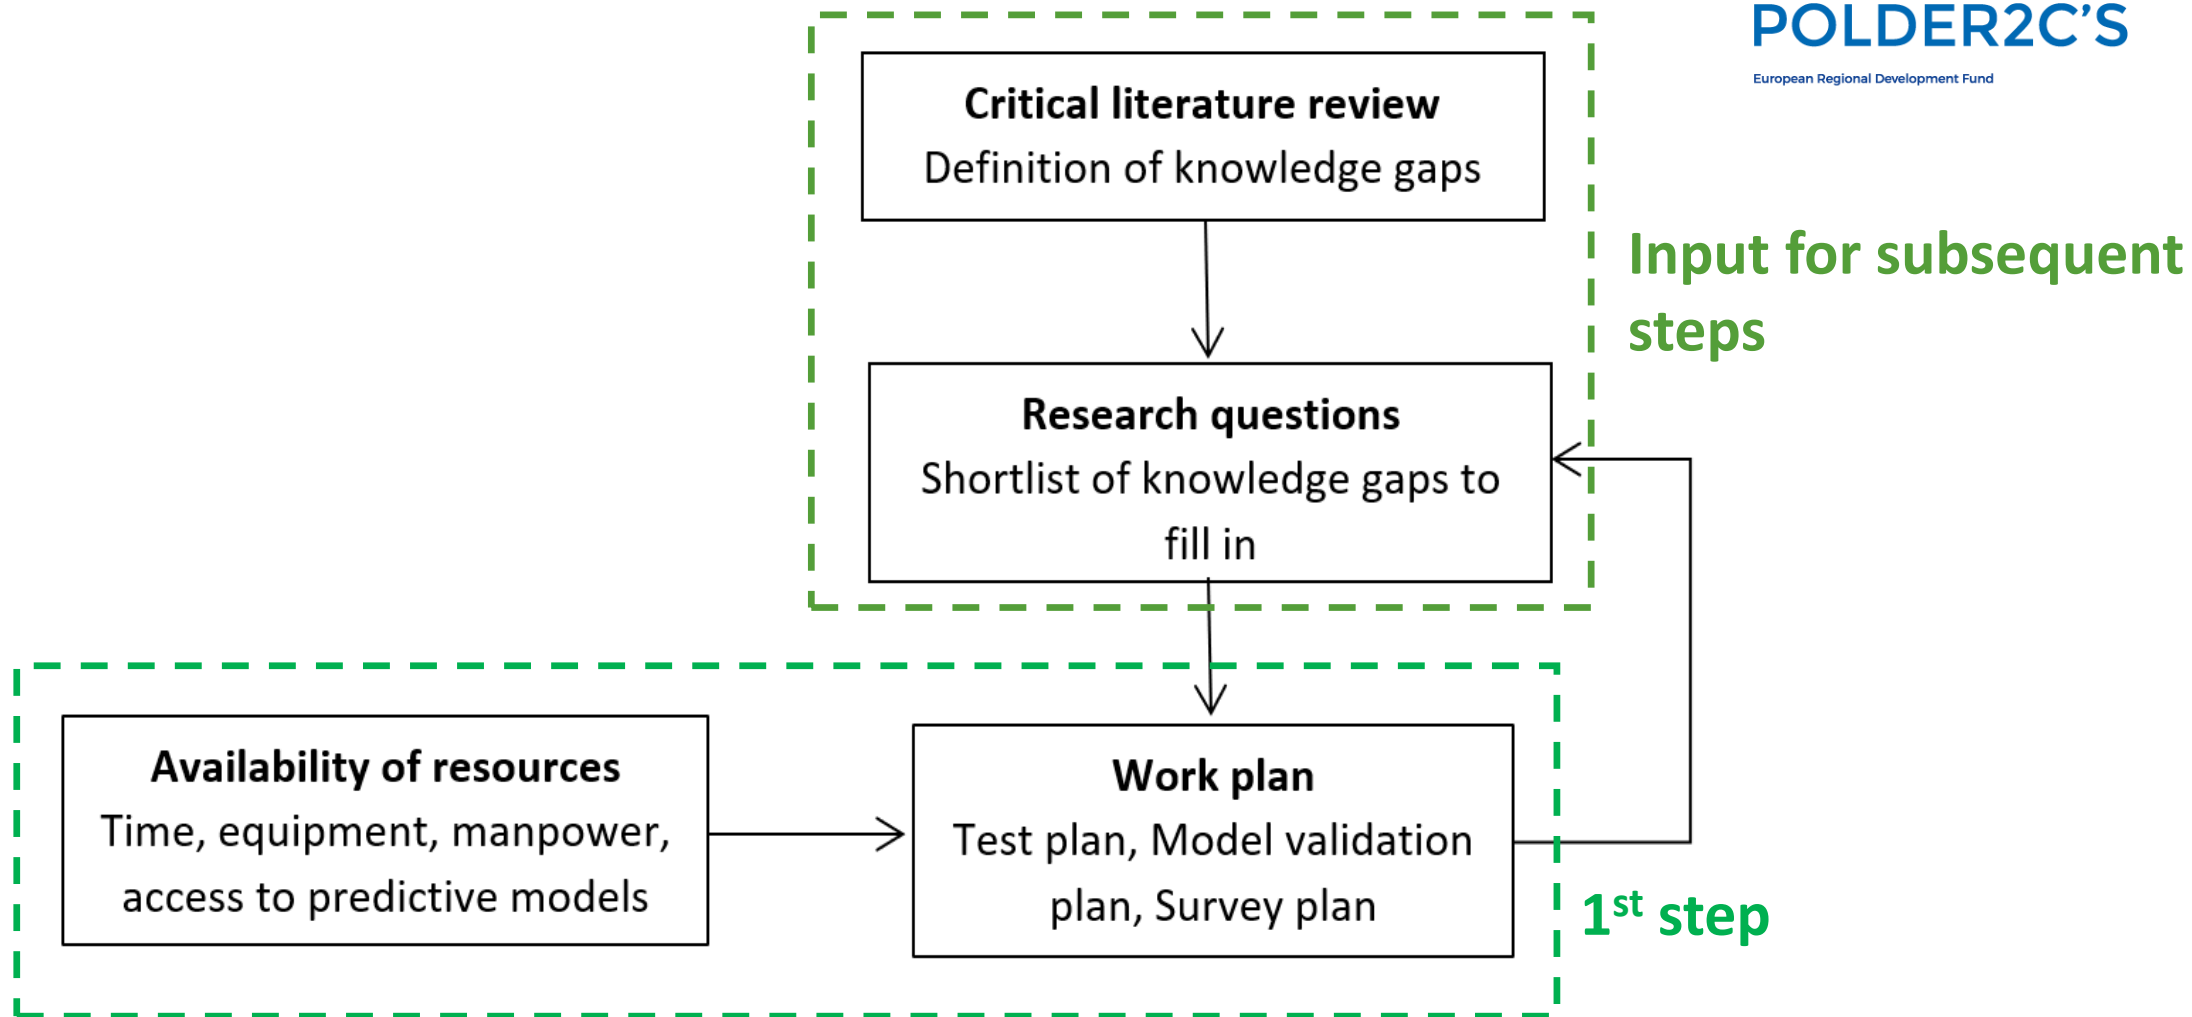 POLDER2C'S
European Regional Development Fund
Critical literature review
Definition of knowledge gaps
Input for subsequent
steps
Research questions
Shortlist of knowledge gaps to
fill in
Availability of resources
Time, equipment, manpower,
access to predictive models
Work plan
Test plan, Model validation
plan, Survey plan
1st step